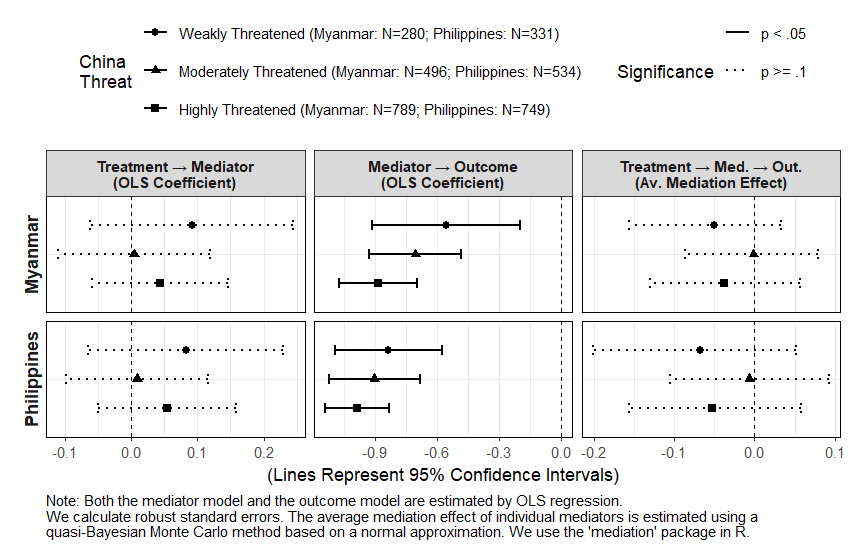 China
Threat
Weakly Threatened (Myanmar: N=280; Philippines: N=331)
Moderately Threatened (Myanmar: N=496; Philippines: N=534)
Highly Threatened (Myanmar: N=789; Philippines: N=749)
Significance
p < .05
p >= .1
Treatment → Mediator
(OLS Coefficient)
Mediator → Outcome
(OLS Coefficient)
Treatment → Med. → Out.
(Av. Mediation Effect)
Myanmar
Philippines
-0.1 0.0 0.1 0.2
-0.9 -0.6 -0.3 0.0
-0.2 -0.1 0.0 0.1
(Lines Represent 95% Confidence Intervals)
Note: Both the mediator model and the outcome model are estimated by OLS regression.
We calculate robust standard errors. The average mediation effect of individual mediators is estimated using a
quasi-Bayesian Monte Carlo method based on a normal approximation. We use the 'mediation' package in R.